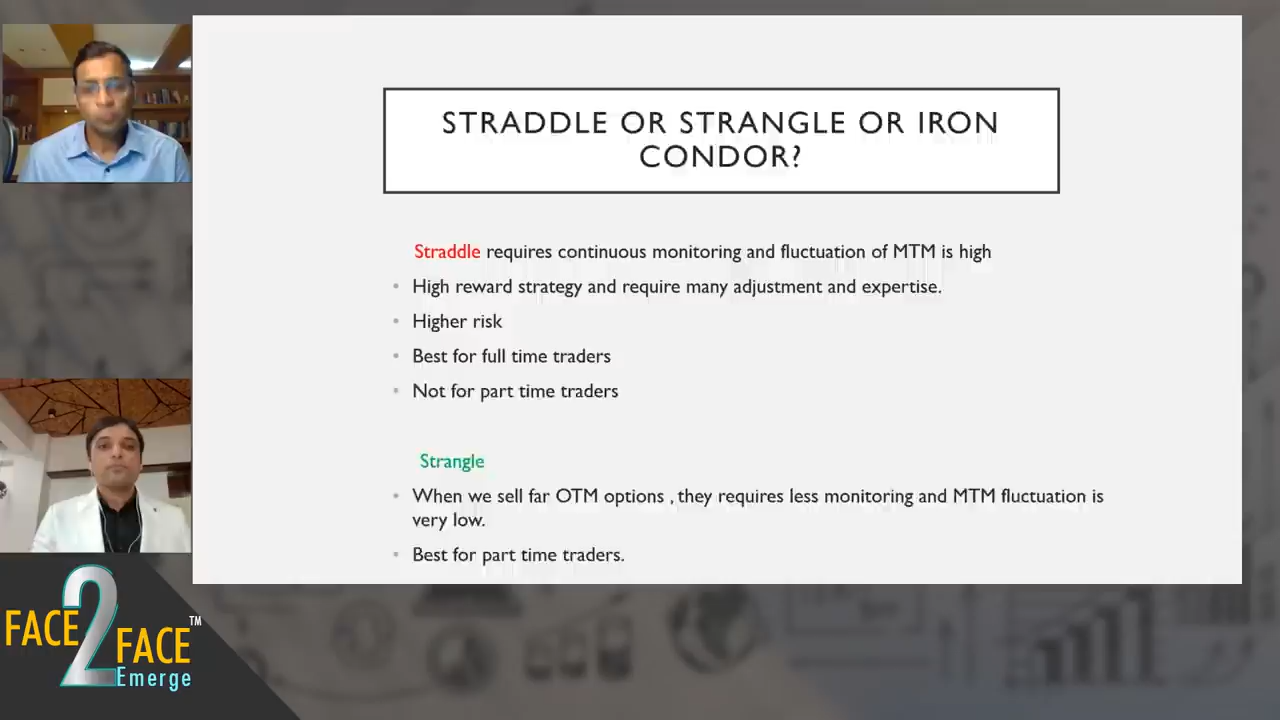 STRADDLE OR STRANGLE OR IRON
CONDOR?
Straddle requires continuous monitoring and fluctuation of MTM is high
• High reward strategy and require many adjustment and expertise.
• Higher risk
• Best for full time traders
• Not for part time traders
Strangle
• When we sell far OTM options , they requires less monitoring and MTM fluctuation is
very low.
• Best for part time traders.
FACE 2 FACE™
Emerge